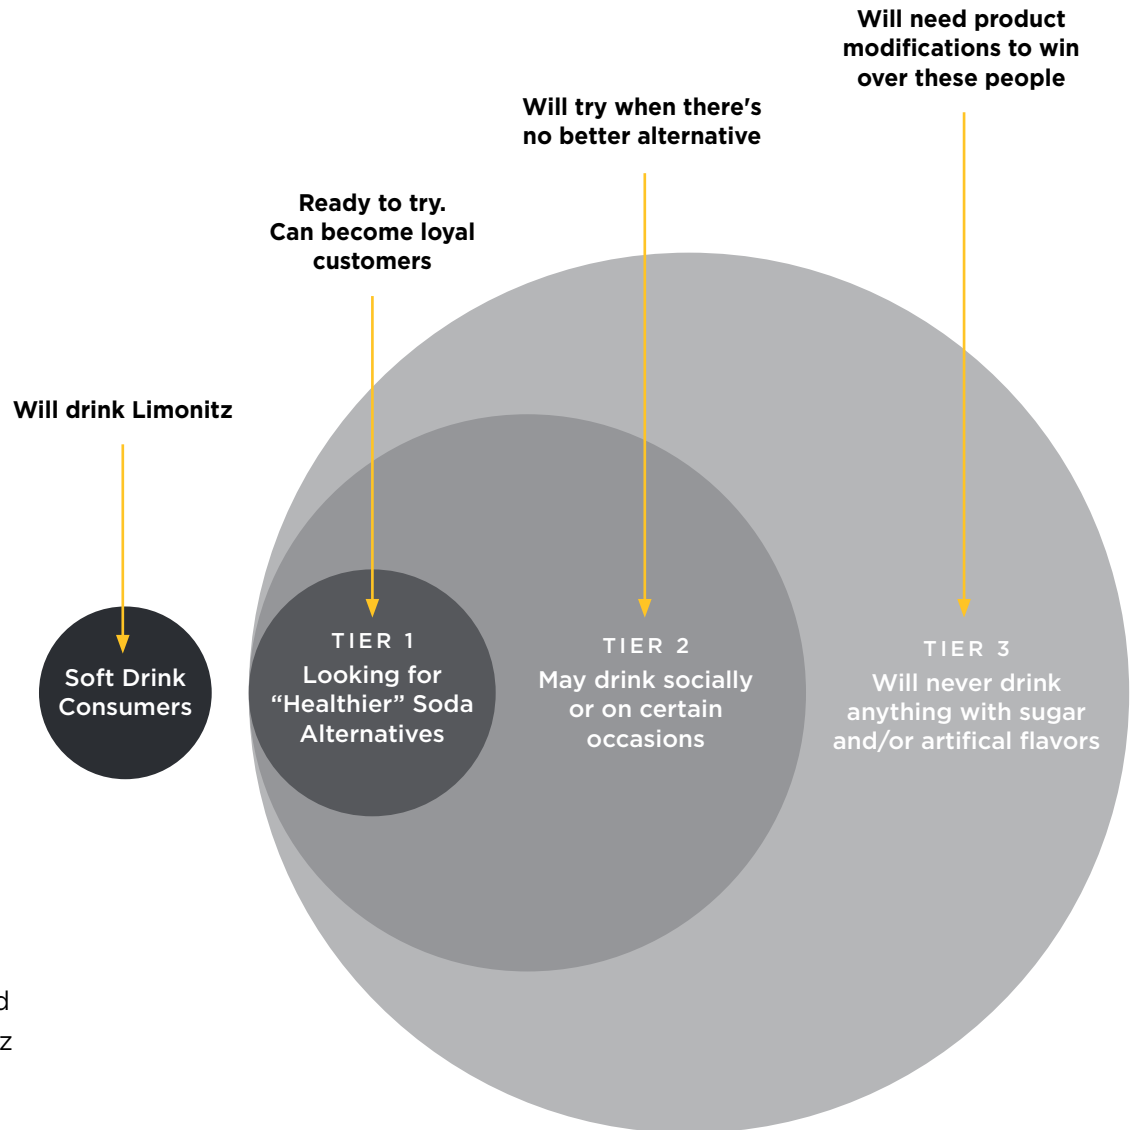 Will need product
modifications to win
over these people
Will try when there's
no better alternative
Ready to try.
Can become loyal
customers
Will drink Limonitz
Soft Drink
Consumers
TIER 1
Looking for
“Healthier” Soda
Alternatives
TIER 2
May drink socially
or on certain
occasions
TIER 3
Will never drink
anything with sugar
and/or artifical flavors
d
z